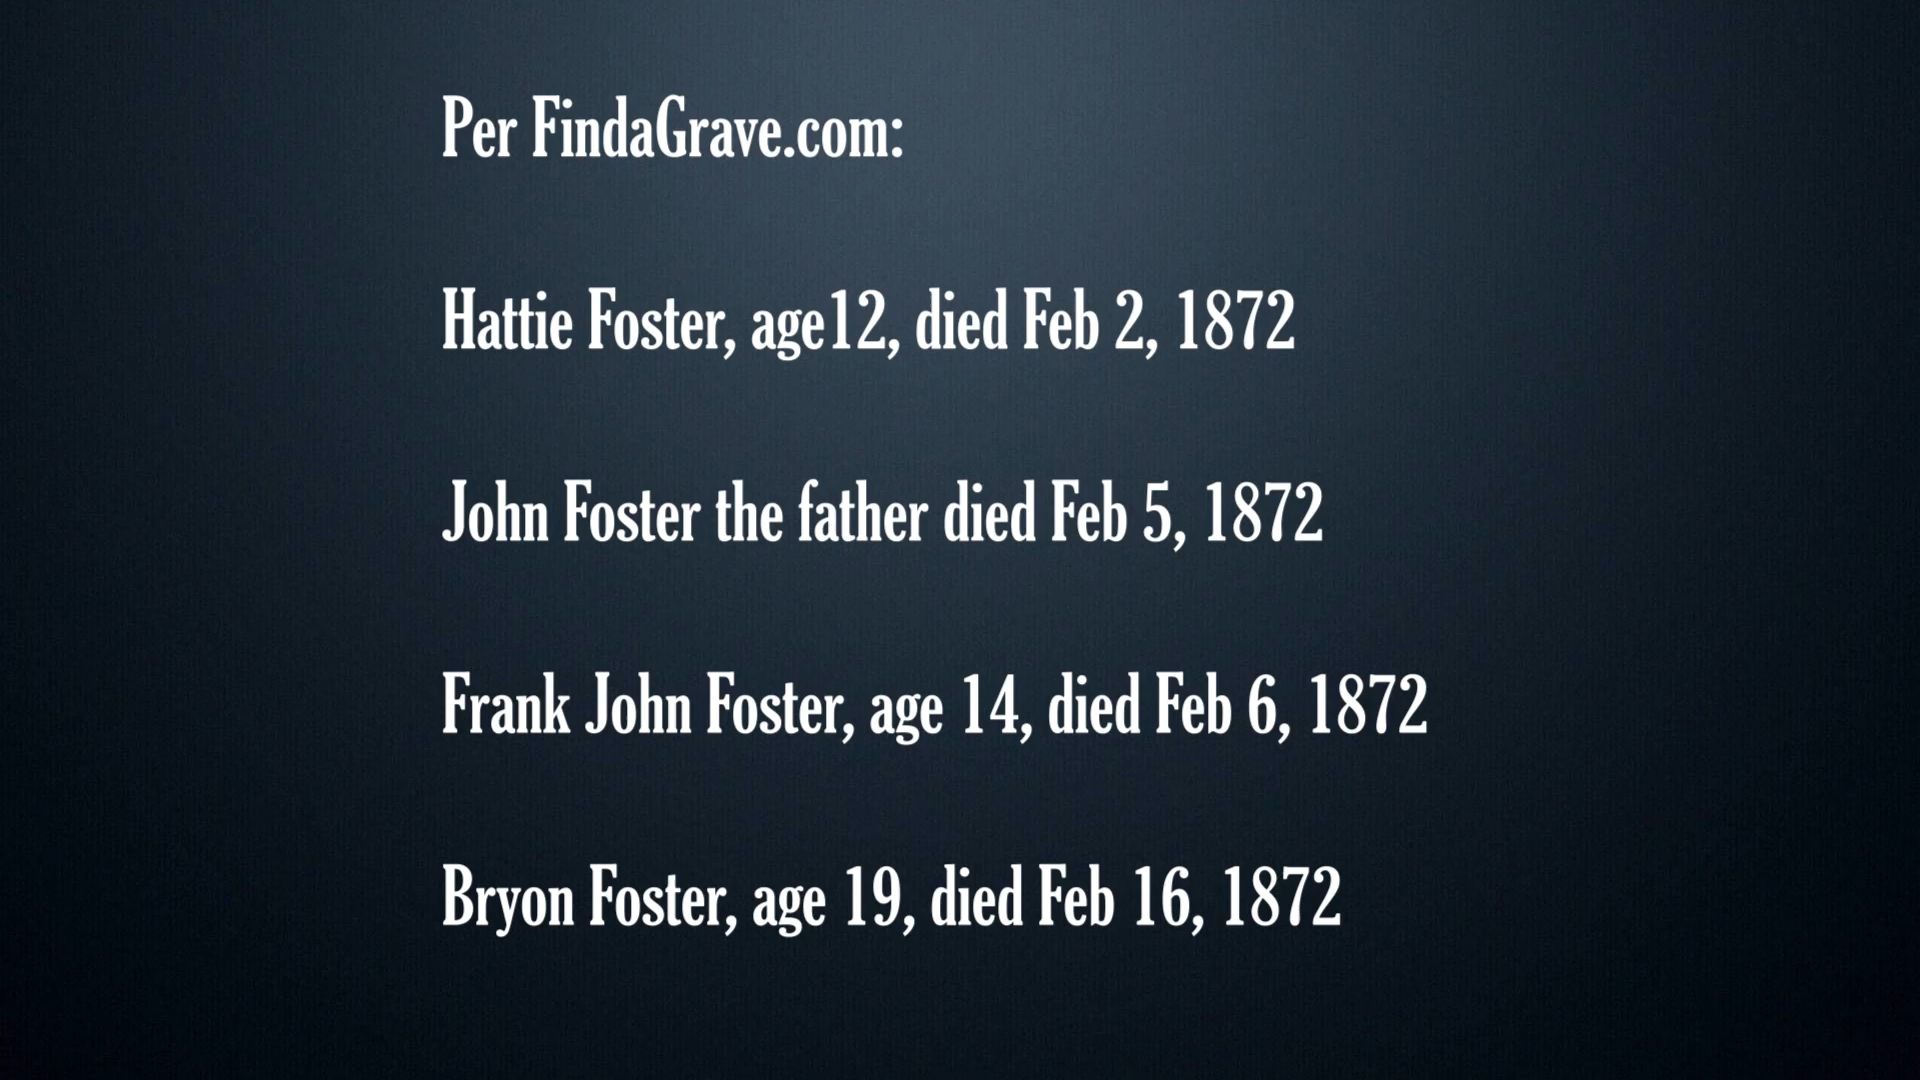 Per FindaGrave.com:
Hattie Foster, age12, died Feb 2, 1872
John Foster the father died Feb 5, 1872
Frank John Foster, age 14, died Feb 6, 1872
Bryon Foster, age 19, died Feb 16, 1872